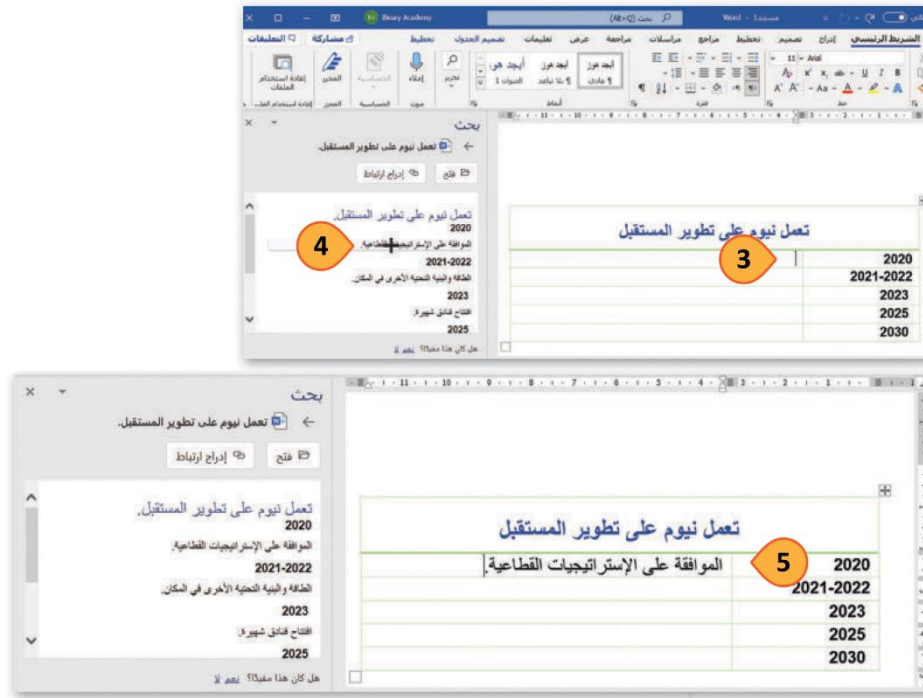 Binary Academy
بحث (Alt+Q)
مستند1 - Word
الشريط الرئيسي إدراج تصميم تخطيط مراجع مراسلات مراجعة عرض تعليمات تصميم الجدول تخطيط
مشاركة التعليقات
Arial 11
أبجد هوز أبجد هوز أبجد هوز
عادي بلا تباعد العنوان 1
تحرير إملاء الحساسية المحرر إعادة استخدام الملفات
خط فقرة أنماط صوت الحساسية المحرر
بحث
تعمل نيوم على تطوير المستقبل.
فتح إدراج ارتباط
تعمل نيوم على تطوير المستقبل.
2020
الموافقة على الإستراتيجيات القطاعية.
4
2021-2022
الطاقة والبنية التحتية الأخرى في المكان.
2023
افتتاح فنادق شهيرة.
2025
هل كان هذا مفيدًا؟ نعم لا
تعمل نيوم على تطوير المستقبل
2020
3
2021-2022
2023
2025
2030
بحث
تعمل نيوم على تطوير المستقبل.
فتح إدراج ارتباط
تعمل نيوم على تطوير المستقبل.
2020
الموافقة على الإستراتيجيات القطاعية.
2021-2022
الطاقة والبنية التحتية الأخرى في المكان.
2023
افتتاح فنادق شهيرة.
2025
هل كان هذا مفيدًا؟ نعم لا
تعمل نيوم على تطوير المستقبل
2020 5 الموافقة على الإستراتيجيات القطاعية.
2021-2022
2023
2025
2030